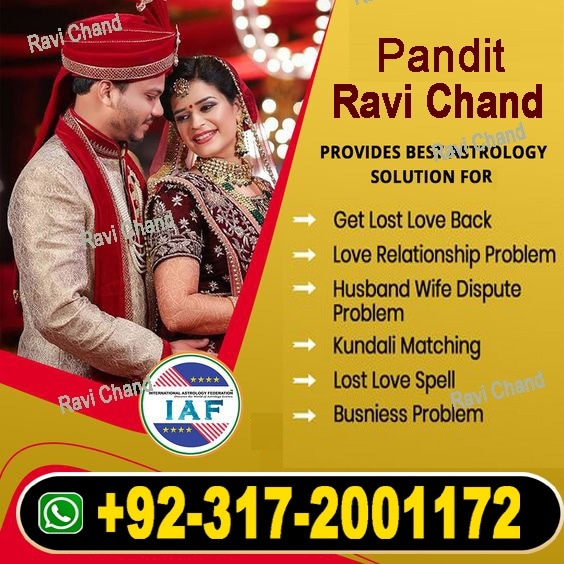 Ravi Chand
Pandit
Ravi Chand
Ravi Chand
PROVIDES BEST ASTROLOGY
SOLUTION FOR
Ravi Chand
→ Get Lost Love Back
→ Love Relationship Problem
→ Husband Wife Dispute
Problem
→ Kundali Matching
→ Lost Love Spell
→ Busniess Problem
Ravi Chand
Ravi Chand
INTERNATIONAL ASTROLOGY FEDERATION
IAF
+92-317-2001172